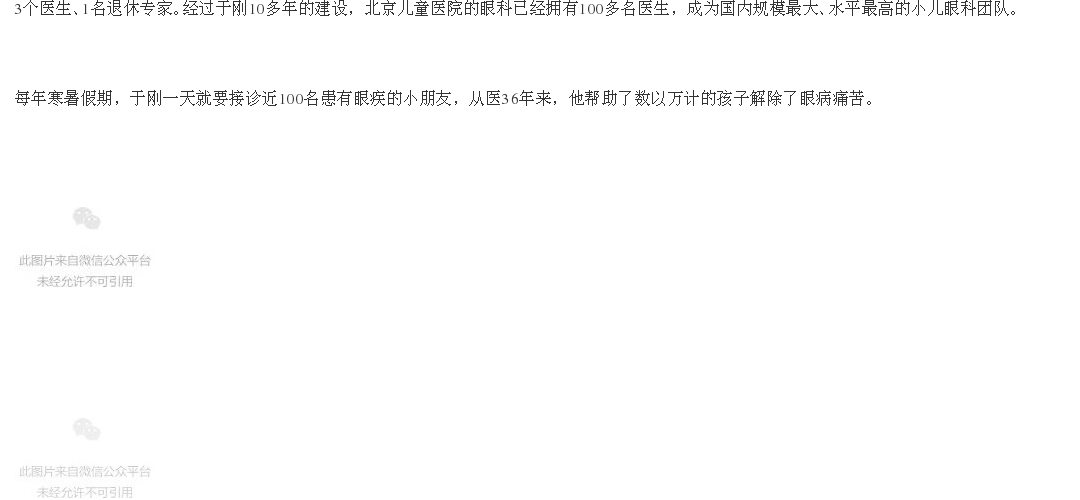 3个医生、1名退休专家。经过于刚10多年的建设，北京儿童医院的眼科已经拥有100多名医生，成为国内规模最大、水平最高的小儿眼科团队。
每年寒暑假期，于刚一天就要接诊近100名患有眼疾的小朋友，从医36年来，他帮助了数以万计的孩子解除了眼病痛苦。
此图片来自微信公众平台
未经允许不可引用
此图片来自微信公众平台
未经允许不可引用